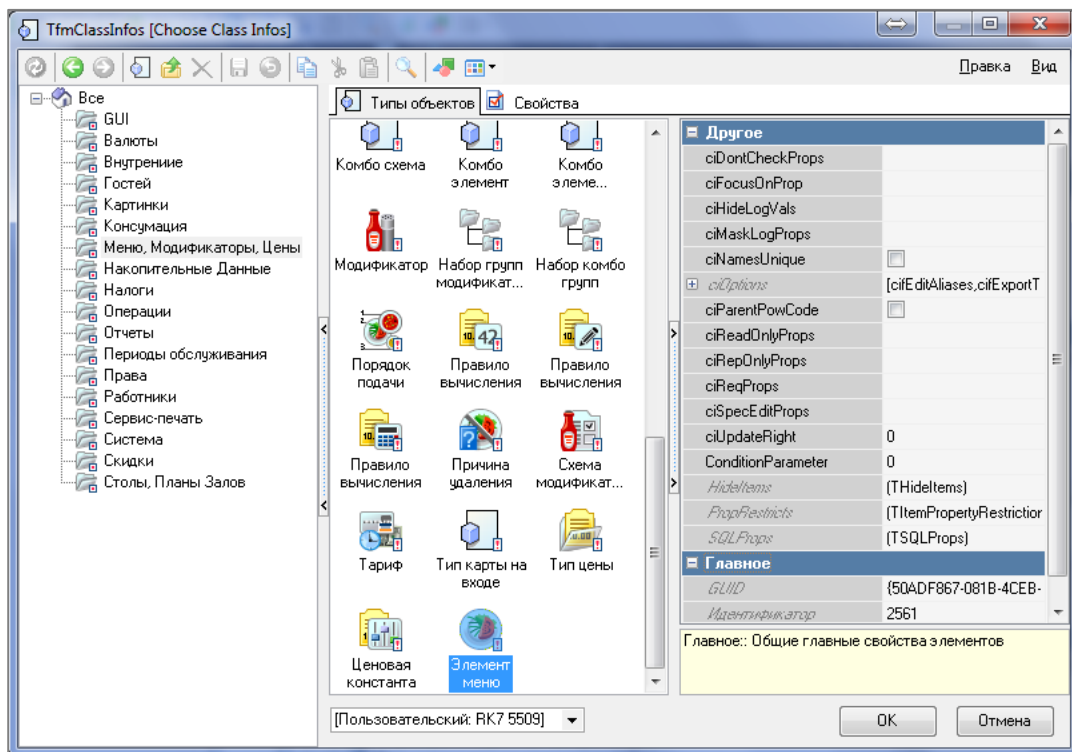 TfmClassInfos [Choose Class Infos]
Правка Вид
Все
GUI
Валюты
Внутрениие
Гостей
Картинки
Консумация
Меню, Модификаторы, Цены
Накопительные Данные
Налоги
Операции
Отчеты
Периоды обслуживания
Права
Работники
Сервис-печать
Система
Скидки
Столы, Планы Залов
Типы объектов Свойства
Комбо схема
Комбо элемент
Комбо элеме...
Модификатор
Набор групп модификат...
Набор комбо групп
Порядок подачи
Правило вычисления
Правило вычисления
Правило вычисления
Причина удаления
Схема модификат...
Тариф
Тип карты на входе
Тип цены
Ценовая константа
Элемент меню
Другое
ciDontCheckProps
ciFocusOnProp
ciHideLogVals
ciMaskLogProps
ciNamesUnique
ciOptions [cifEditAliases,cifExportT
ciParentPowCode
ciReadOnlyProps
ciRepOnlyProps
ciReqProps
ciSpecEditProps
ciUpdateRight 0
ConditionParameter 0
HideItems (THideItems)
PropRestricts (TItemPropertyRestriction
SQLProps (TSQLProps)
Главное
GUID {50ADF867-081B-4CEB-
Идентификатор 2561
Главное:: Общие главные свойства элементов
[Пользовательский: RK7 5509]
OK Отмена